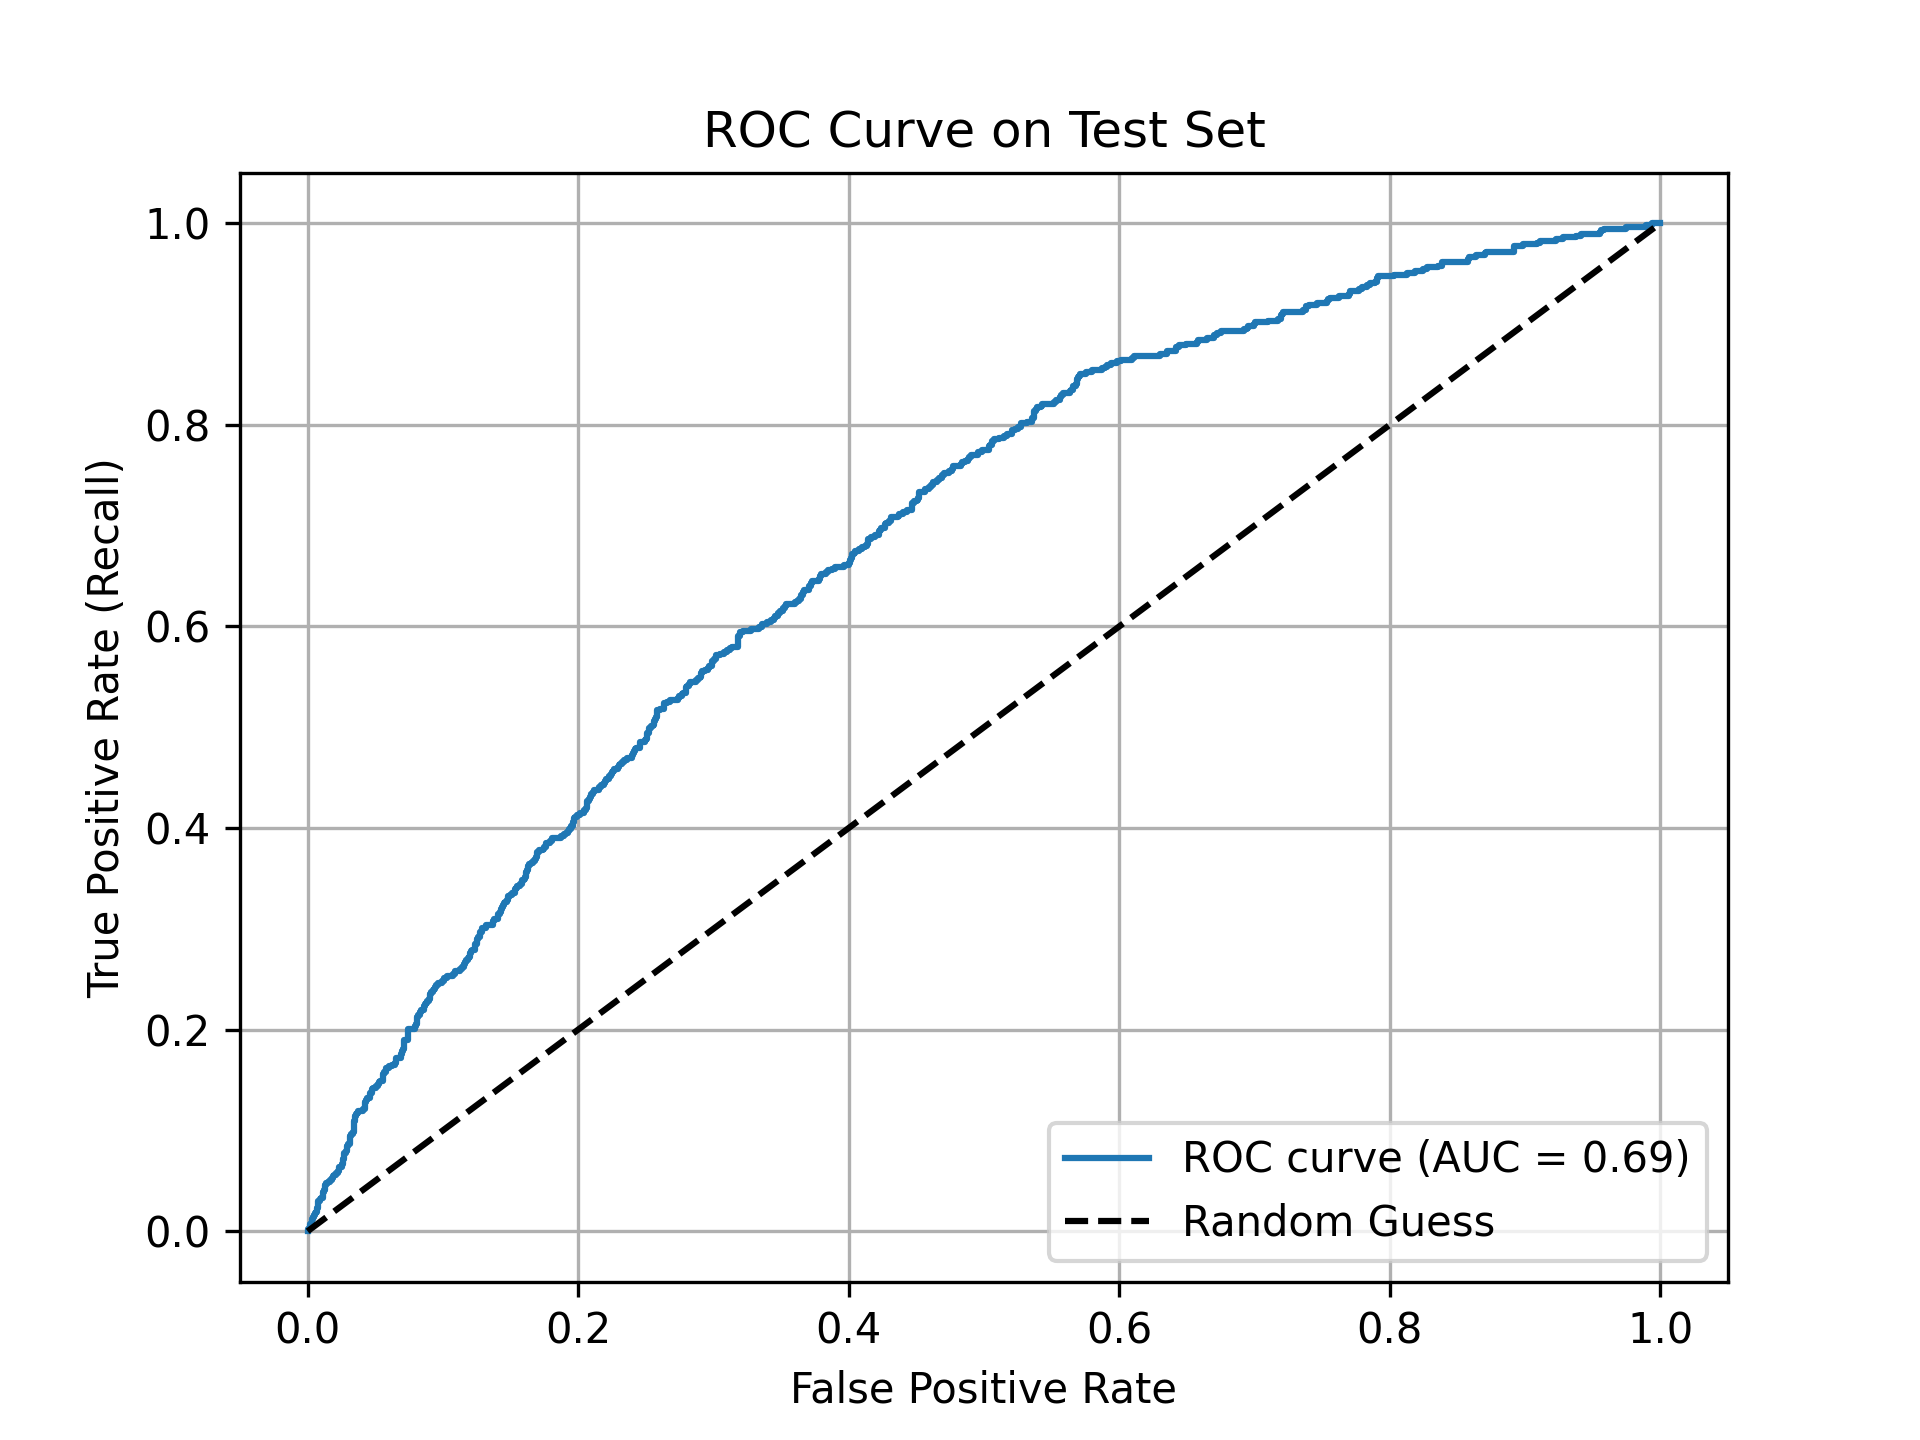 ROC Curve on Test Set
1.0
0.8
0.6
0.4
0.2
0.0
True Positive Rate (Recall)
ROC curve (AUC = 0.69)
Random Guess
0.0 0.2 0.4 0.6 0.8 1.0
False Positive Rate